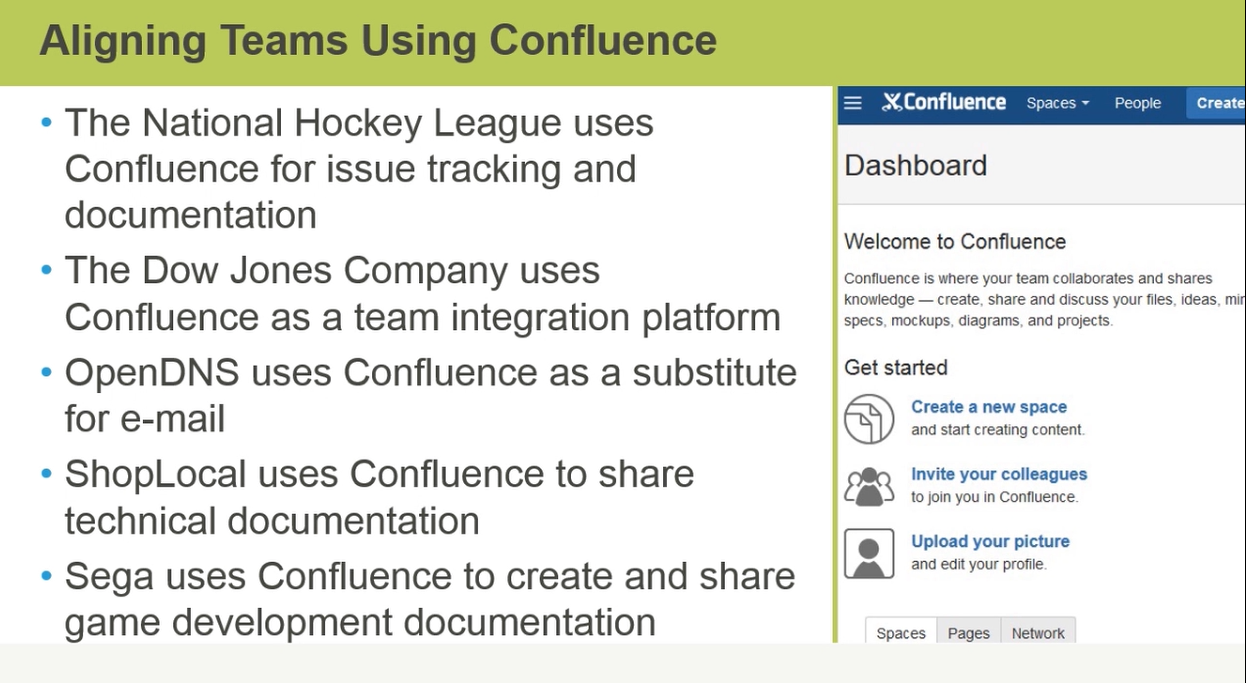 Aligning Teams Using Confluence
• The National Hockey League uses
Confluence for issue tracking and
documentation
• The Dow Jones Company uses
Confluence as a team integration platform
• OpenDNS uses Confluence as a substitute
for e-mail
• ShopLocal uses Confluence to share
technical documentation
• Sega uses Confluence to create and share
game development documentation
Confluence Spaces People Create
Dashboard
Welcome to Confluence
Confluence is where your team collaborates and shares
knowledge — create, share and discuss your files, ideas,
specs, mockups, diagrams, and projects.
Get started
Create a new space
and start creating content.
Invite your colleagues
to join you in Confluence.
Upload your picture
and edit your profile.
Spaces Pages Network